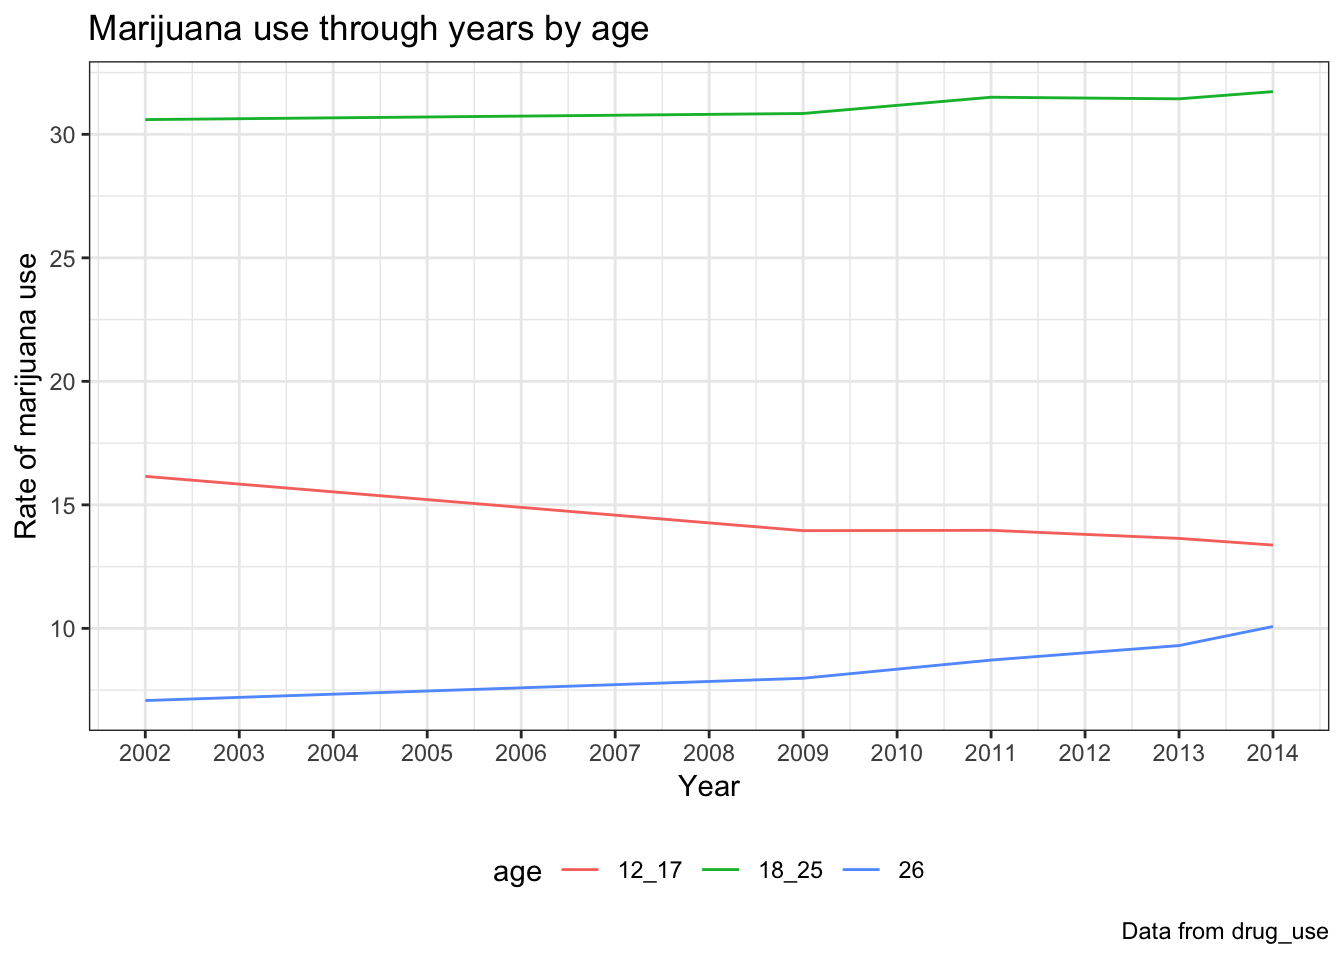 Marijuana use through years by age
Rate of marijuana use
30
25
20
15
10
2002 2003 2004 2005 2006 2007 2008 2009 2010 2011 2012 2013 2014
Year
age 12_17 18_25 26
Data from drug_use